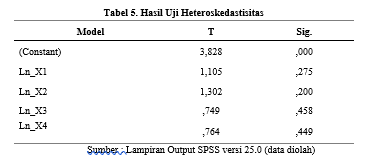 Tabel 5. Hasil Uji Heteroskedastisitas
Model T Sig.
(Constant) 3,828 ,000
Ln_X1 1,105 ,275
Ln_X2 1,302 ,200
Ln_X3 ,749 ,458
Ln_X4 ,764 ,449
Sumber : Lampiran Output SPSS versi 25.0 (data diolah)